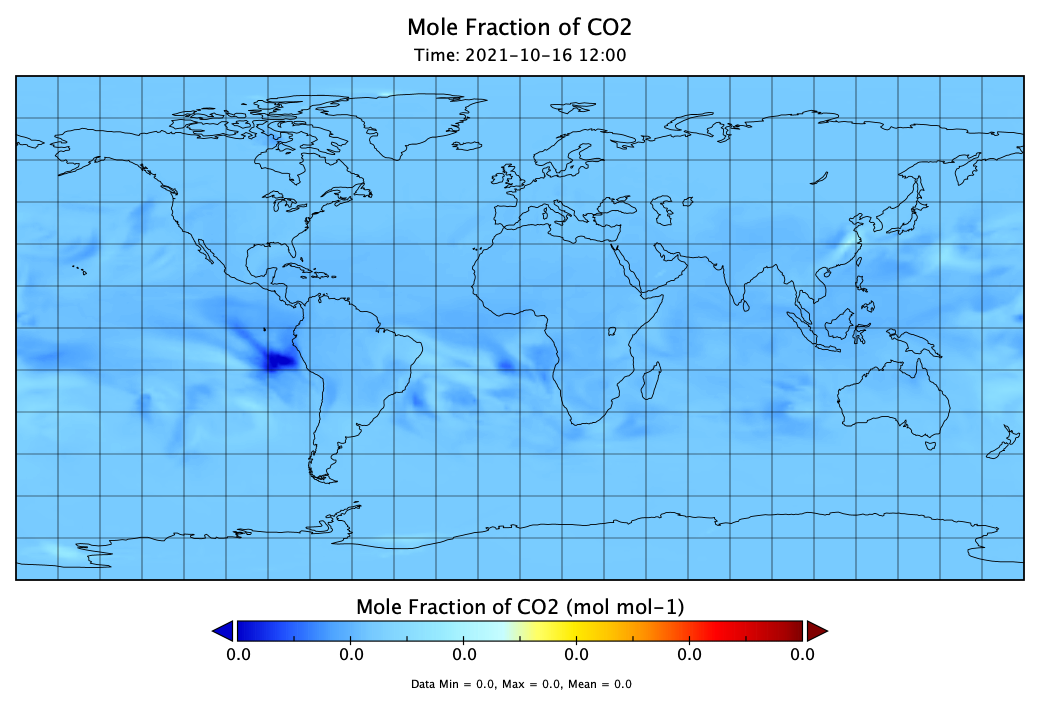 Mole Fraction of CO2
Time: 2021-10-16 12:00
Mole Fraction of CO2 (mol mol-1)
0.0 0.0 0.0 0.0 0.0 0.0
Data Min = 0.0, Max = 0.0, Mean = 0.0